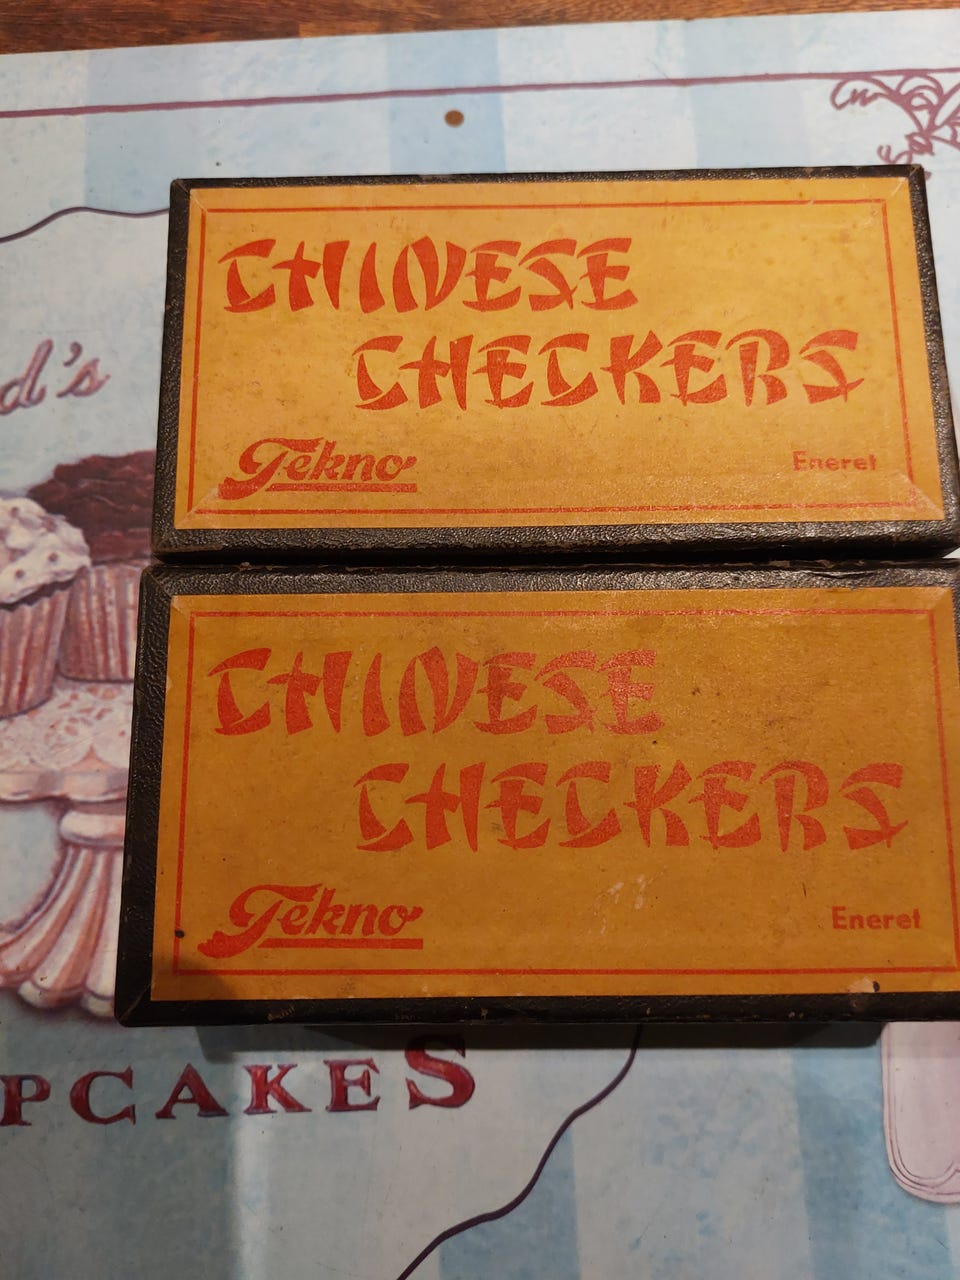 d's
CHINESE
CHECKERS
Tekno
Eneret
CHINESE
CHECKERS
Tekno
Eneret
PCAKES